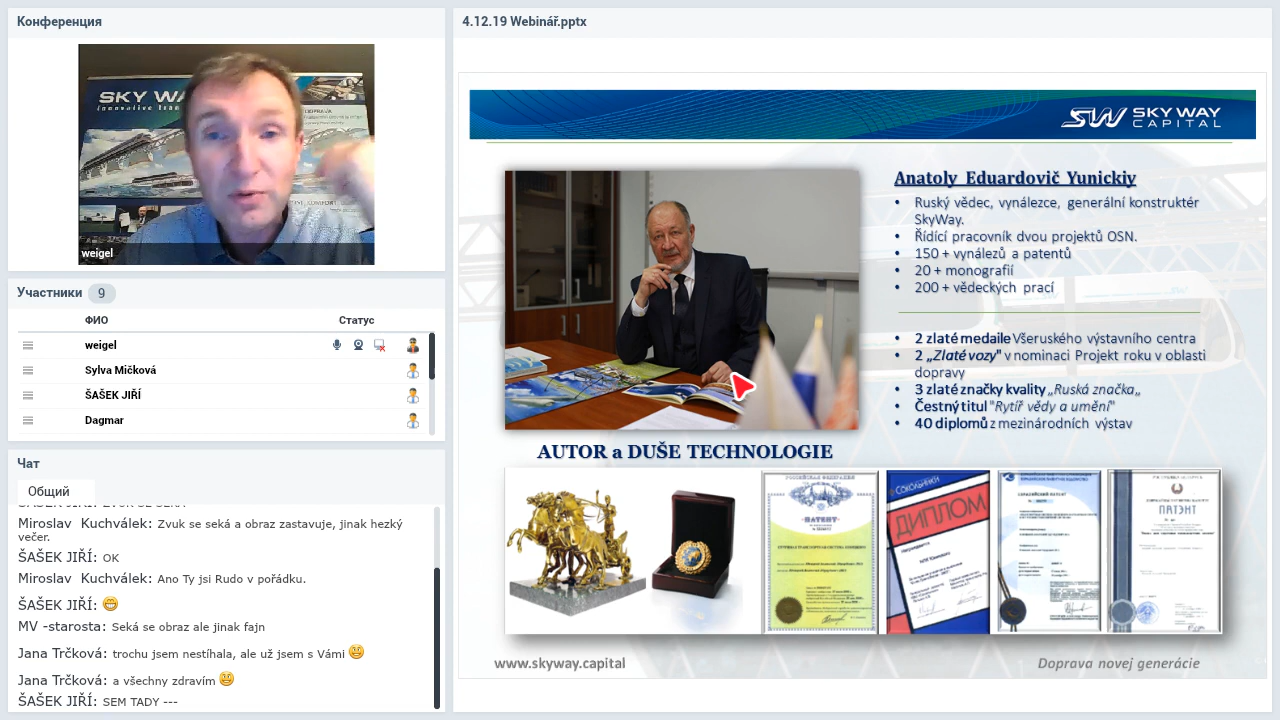 Конференция
SKY WA
weigel
Участники 9
ФИО Статус
weigel
Sylva Mičková
ŠAŠEK JIŘÍ
Dagmar
Чат
Общий
Miroslav Kuchválek: Zvuk se seká a obraz zastavuje, jinak hezký
večer.
ŠAŠEK JIŘÍ: OK
Miroslav Kuchválek: Ano Ty jsi Rudo v pořádku.
ŠAŠEK JIŘÍ:
MV -starosta: seka se obraz ale jinak fajn
Jana Trčková: trochu jsem nestíhala, ale už jsem s Vámi
Jana Trčková: a všechny zdravím
ŠAŠEK JIŘÍ: SEM TADY ---
4.12.19 Webinář.pptx
SW SKY WAY
CAPITAL
Anatoly Eduardovič Yunickiy
• Ruský vědec, vynálezce, generální konstruktér
SkyWay.
• Řídící pracovník dvou projektů OSN.
• 150 + vynálezů a patentů
• 20 + monografií
• 200 + vědeckých prací
• 2 zlaté medaile Všeruského výstavního centra
• 2 „Zlaté vozy" v nominaci Projekt roku v oblasti
dopravy
• 3 zlaté značky kvality „Ruská značka„
• Čestný titul "Rytíř vědy a umění"
• 40 diplomů z mezinárodních výstav
AUTOR a DUŠE TECHNOLOGIE
ПАТЕНТ
СОКОЛЬНИКИ
ДИПЛОМ
ПАТЭНТ
www.skyway.capital
Doprava novej generácie